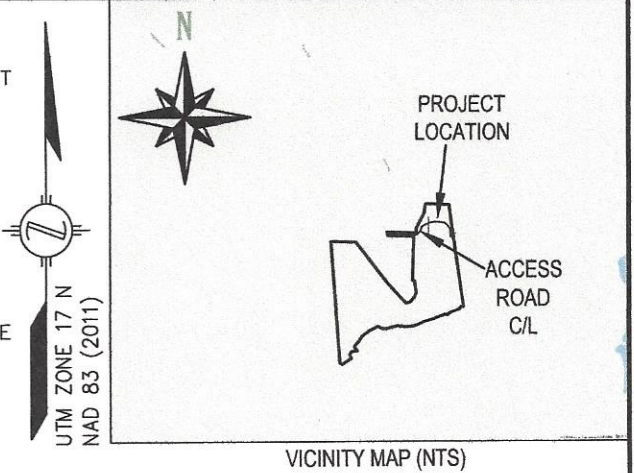 T
E
UTM ZONE 17 N
NAD 83 (2011)
N
PROJECT
LOCATION
ACCESS
ROAD
C/L
VICINITY MAP (NTS)